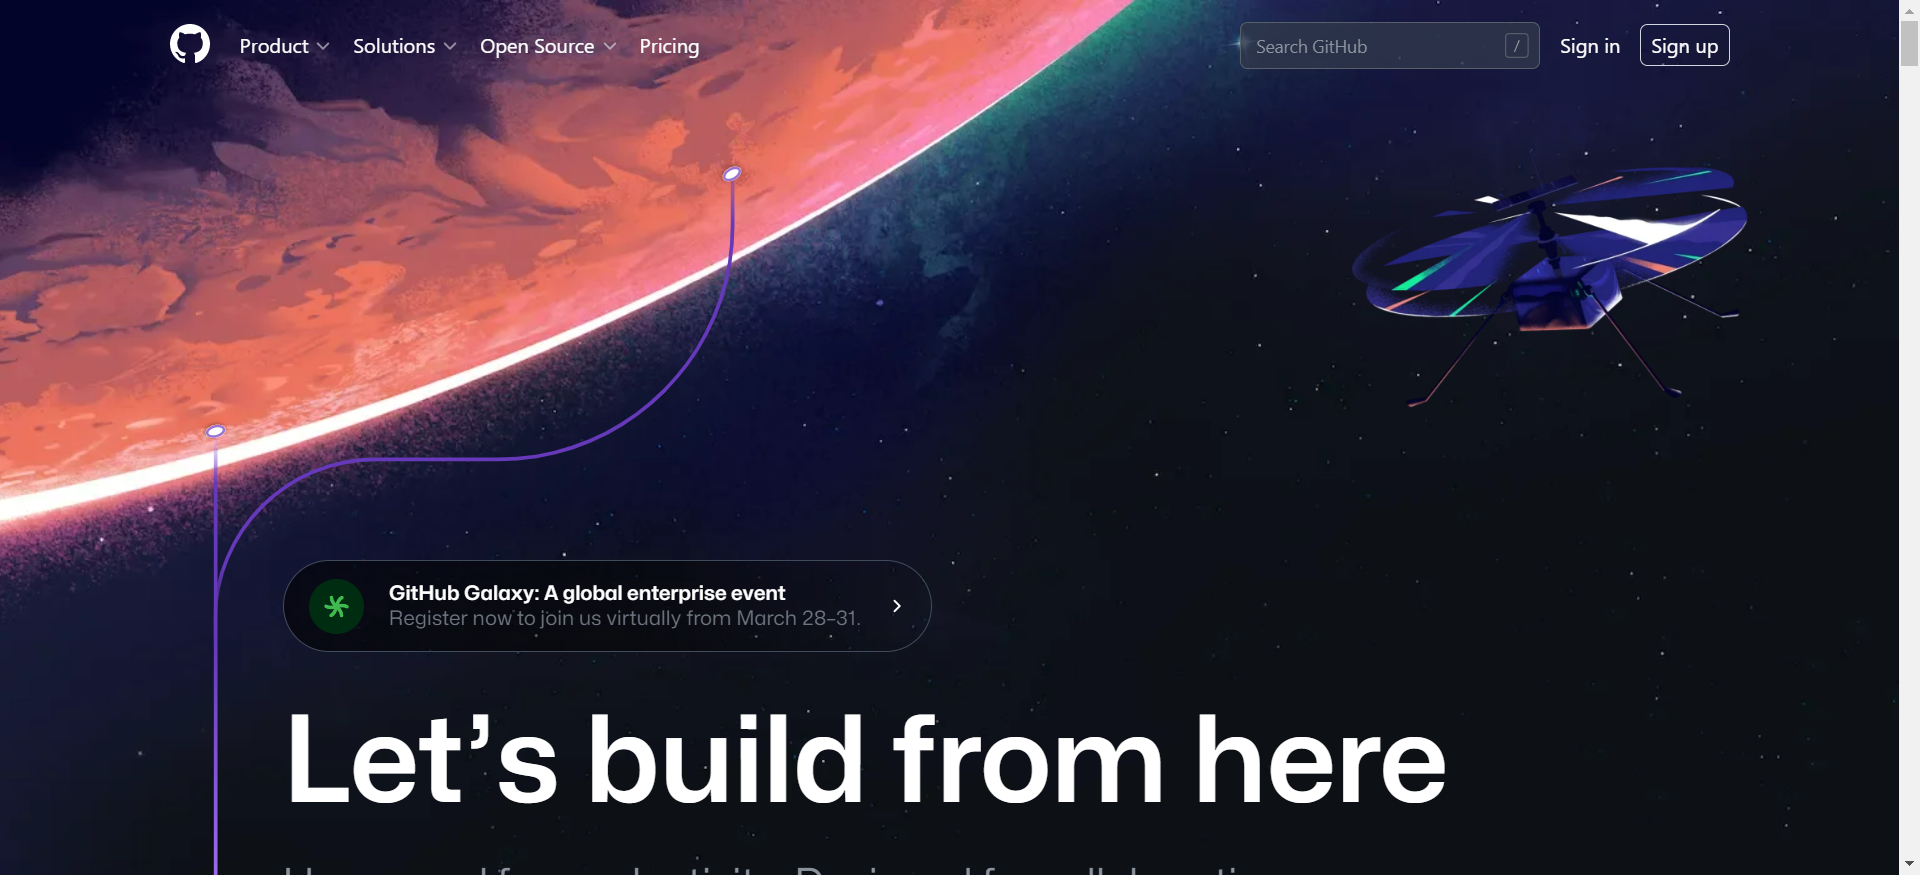 Product
Solutions
Open Source
Pricing
Search GitHub
/
Sign in
Sign up
GitHub Galaxy: A global enterprise event
Register now to join us virtually from March 28–31.
Let’s build from here